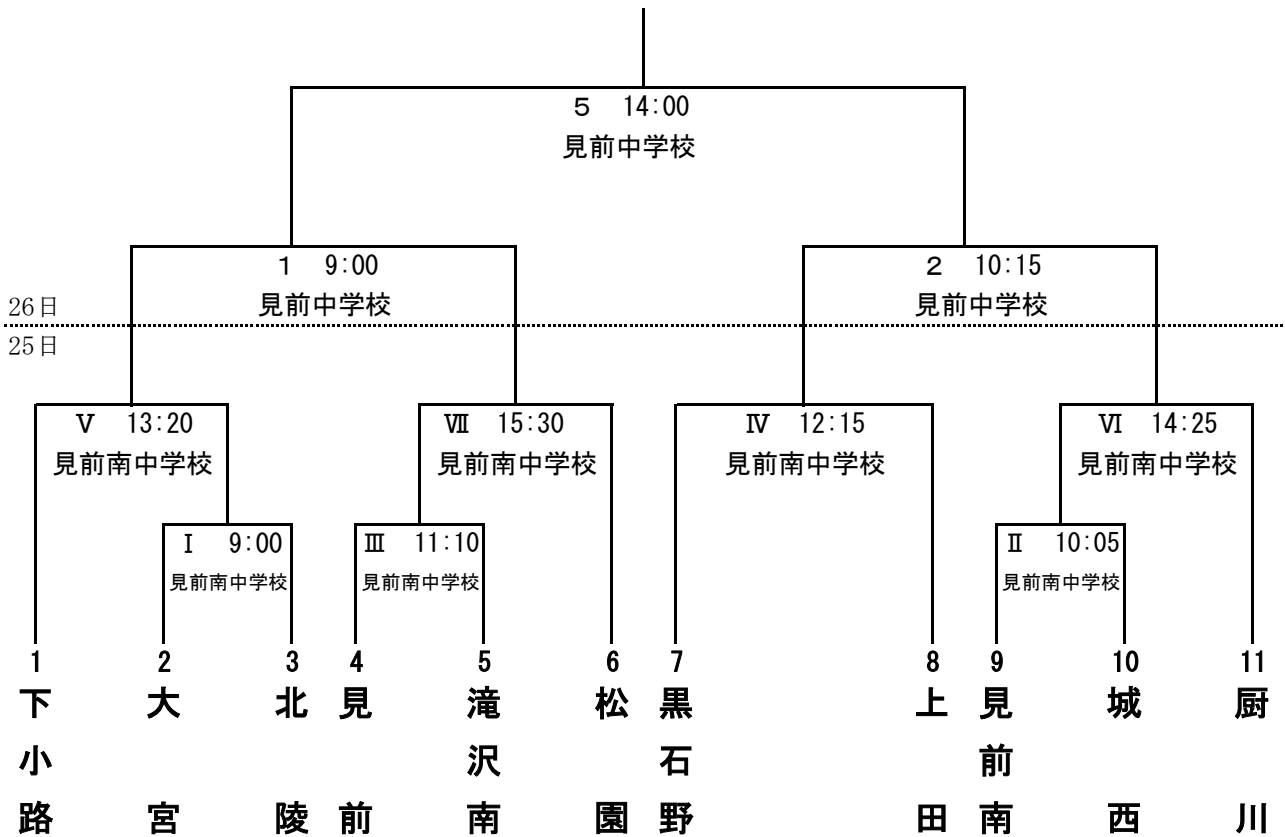 ５　14:00
見前中学校
１　9:00
見前中学校
２　10:15
見前中学校
26日
25日
Ⅴ　13:20
見前南中学校
Ⅶ　15:30
見前南中学校
Ⅳ　12:15
見前南中学校
Ⅵ　14:25
見前南中学校
Ⅰ　9:00
見前南中学校
Ⅲ　11:10
見前南中学校
Ⅱ　10:05
見前南中学校
1
下小路
2
大宮
3
北陵
4
見前
5
滝沢南
6
松園
7
黒石野
8
上田
9
見前南
10
城西
11
厨川